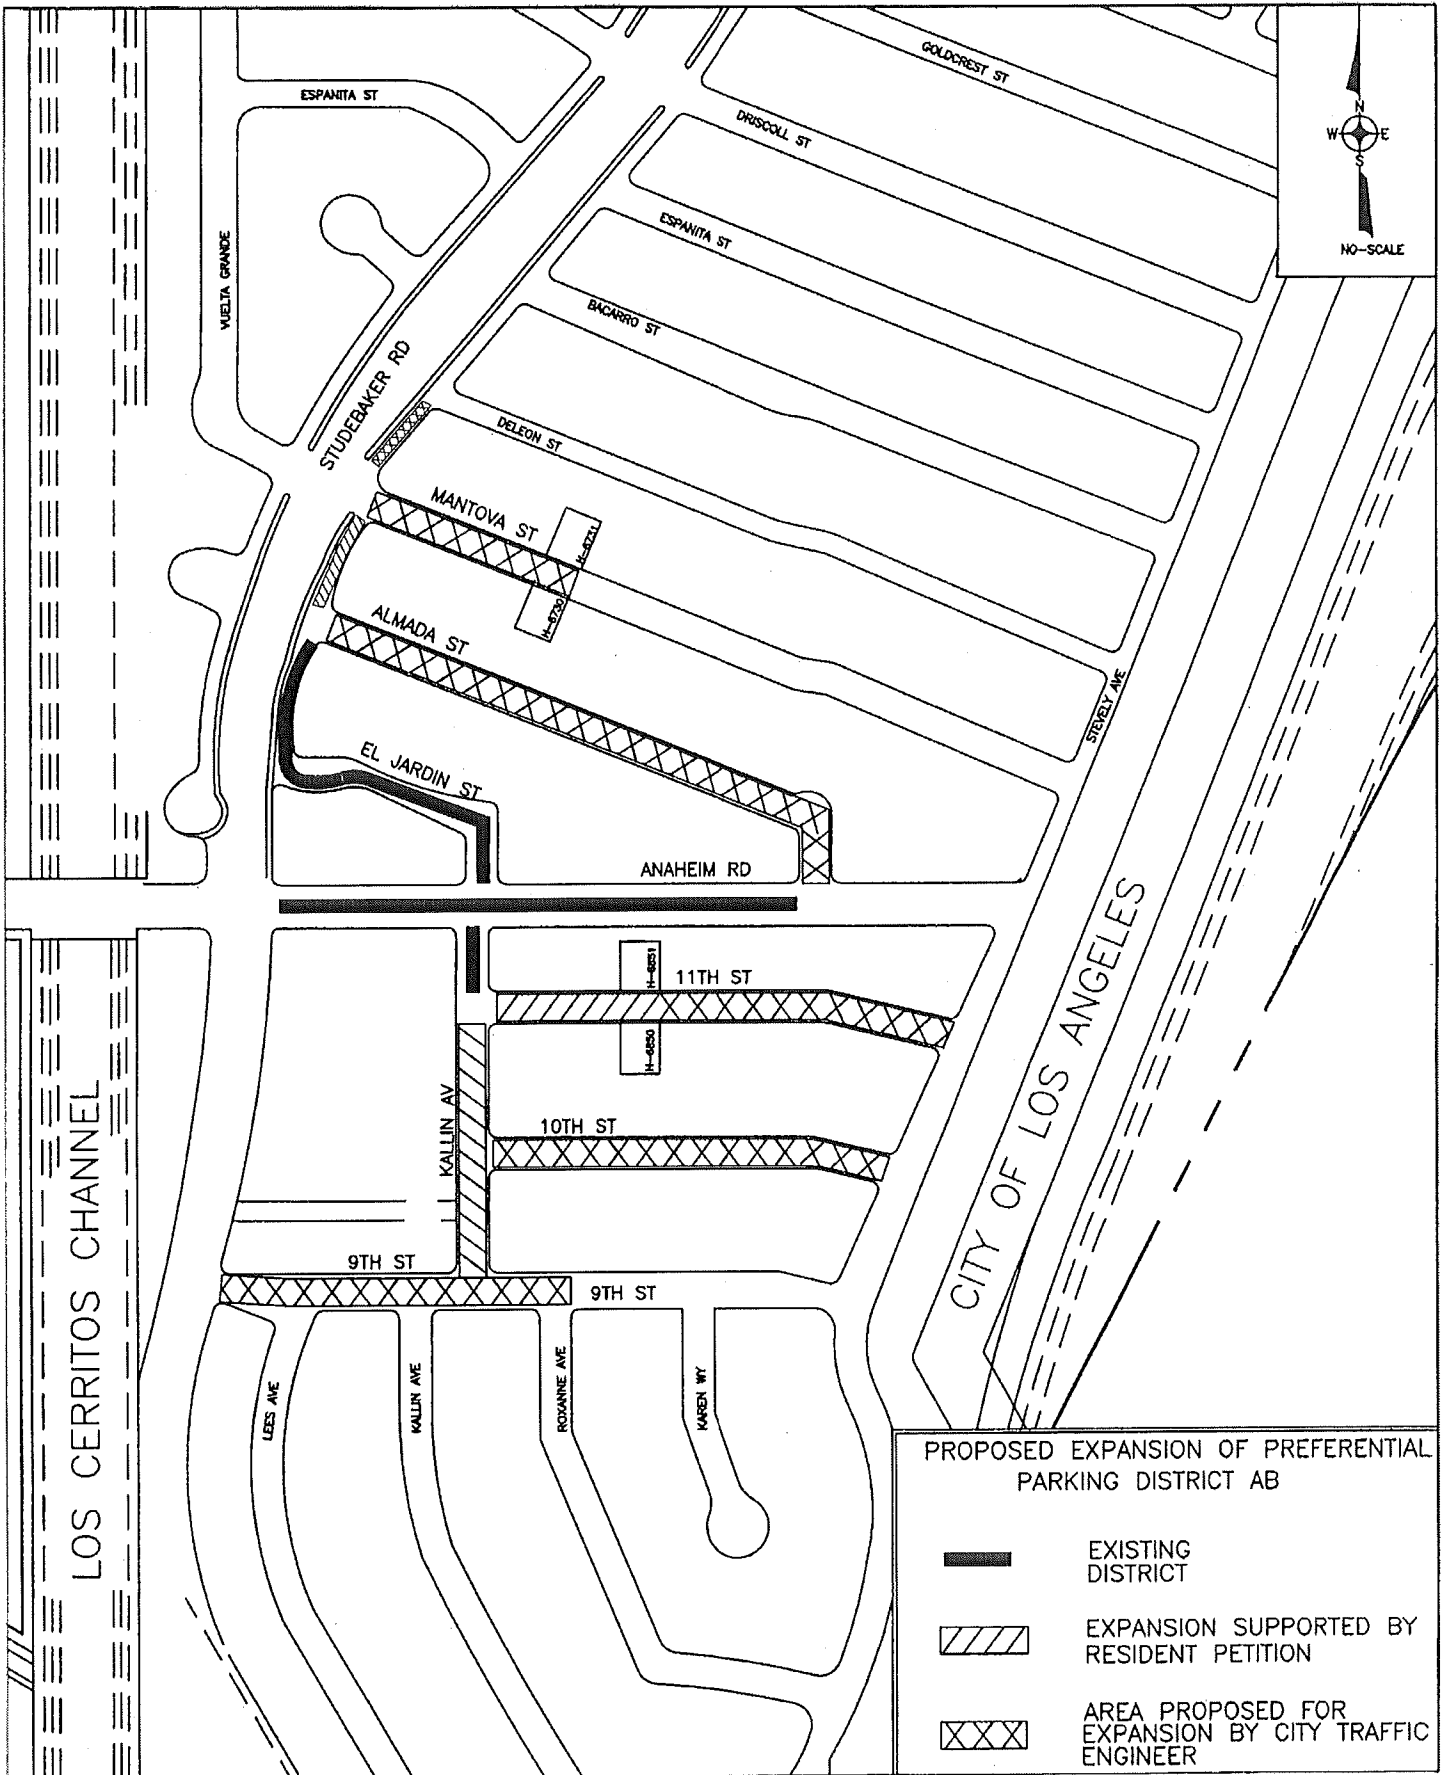 GOLDCREST ST
DRISCOLL ST
ESPANITA ST
N
W
E
S
NO-SCALE
ESPANITA ST
VUELTA GRANDE
BACARRO ST
STUDEBAKER RD
DELEON ST
MANTOVA ST
H-6731
H-6730
ALMADA ST
STEVELY AVE
EL JARDIN ST
ANAHEIM RD
CITY OF LOS ANGELES
H-6851
11TH ST
H-6850
KALLIN AV
10TH ST
LOS CERRITOS CHANNEL
9TH ST
9TH ST
LEES AVE
KALLIN AVE
ROXANNE AVE
KAREN WY
PROPOSED EXPANSION OF PREFERENTIAL
PARKING DISTRICT AB
EXISTING
DISTRICT
EXPANSION SUPPORTED BY
RESIDENT PETITION
AREA PROPOSED FOR
EXPANSION BY CITY TRAFFIC
ENGINEER